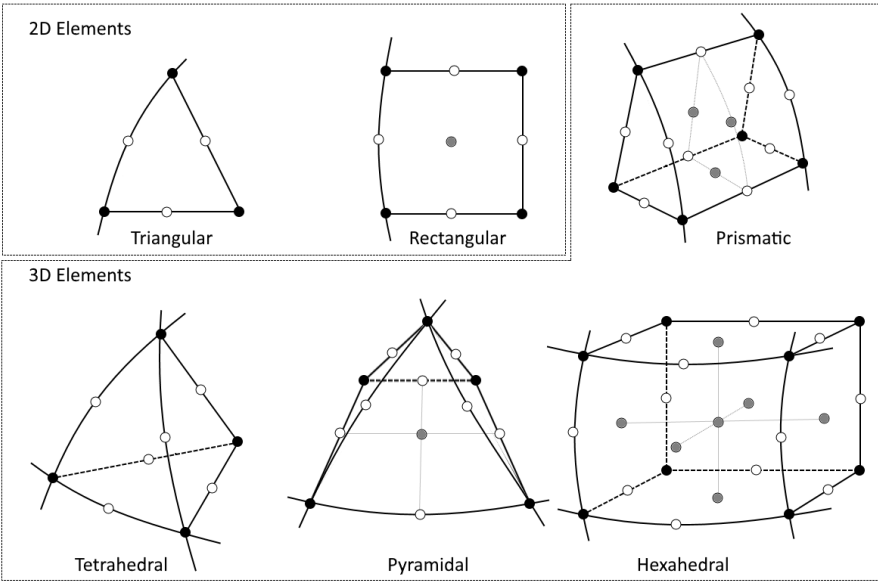 2D Elements
Triangular
Rectangular
Prismatic
3D Elements
Tetrahedral
Pyramidal
Hexahedral